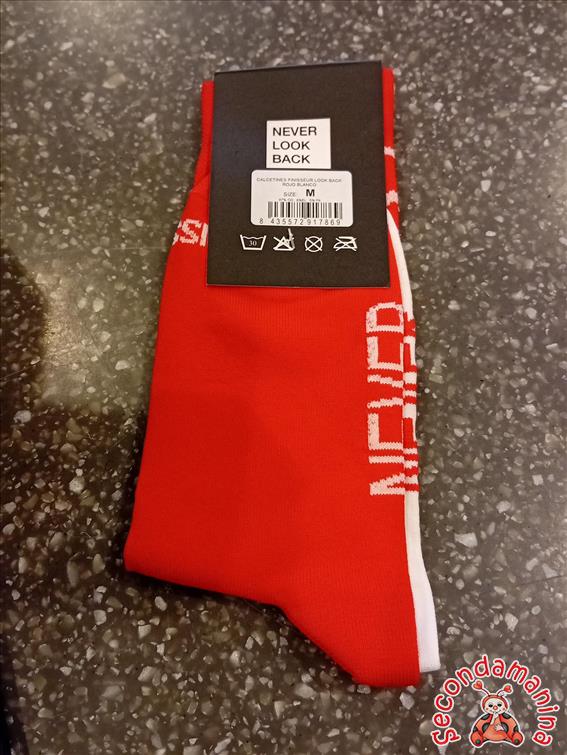 NEVER
LOOK
BACK
CALCETINES FINISSEUR LOOK BACK
ROJO BLANCO
SIZE: M
8 435572 917869
30
NEVER
Secondamanina